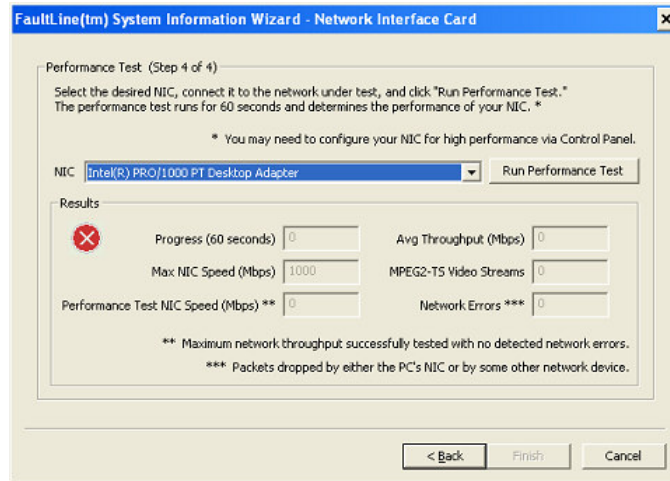 FaultLine(tm) System Information Wizard - Network Interface Card
Performance Test (Step 4 of 4)
Select the desired NIC, connect it to the network under test, and click "Run Performance Test."
The performance test runs for 60 seconds and determines the performance of your NIC. *
* You may need to configure your NIC for high performance via Control Panel.
NIC Intel(R) PRO/1000 PT Desktop Adapter Run Performance Test
Results
Progress (60 seconds) 0 Avg Throughput (Mbps) 0
Max NIC Speed (Mbps) 1000 MPEG2-TS Video Streams 0
Performance Test NIC Speed (Mbps) ** 0 Network Errors *** 0
** Maximum network throughput successfully tested with no detected network errors.
*** Packets dropped by either the PC's NIC or by some other network device.
< Back Finish Cancel